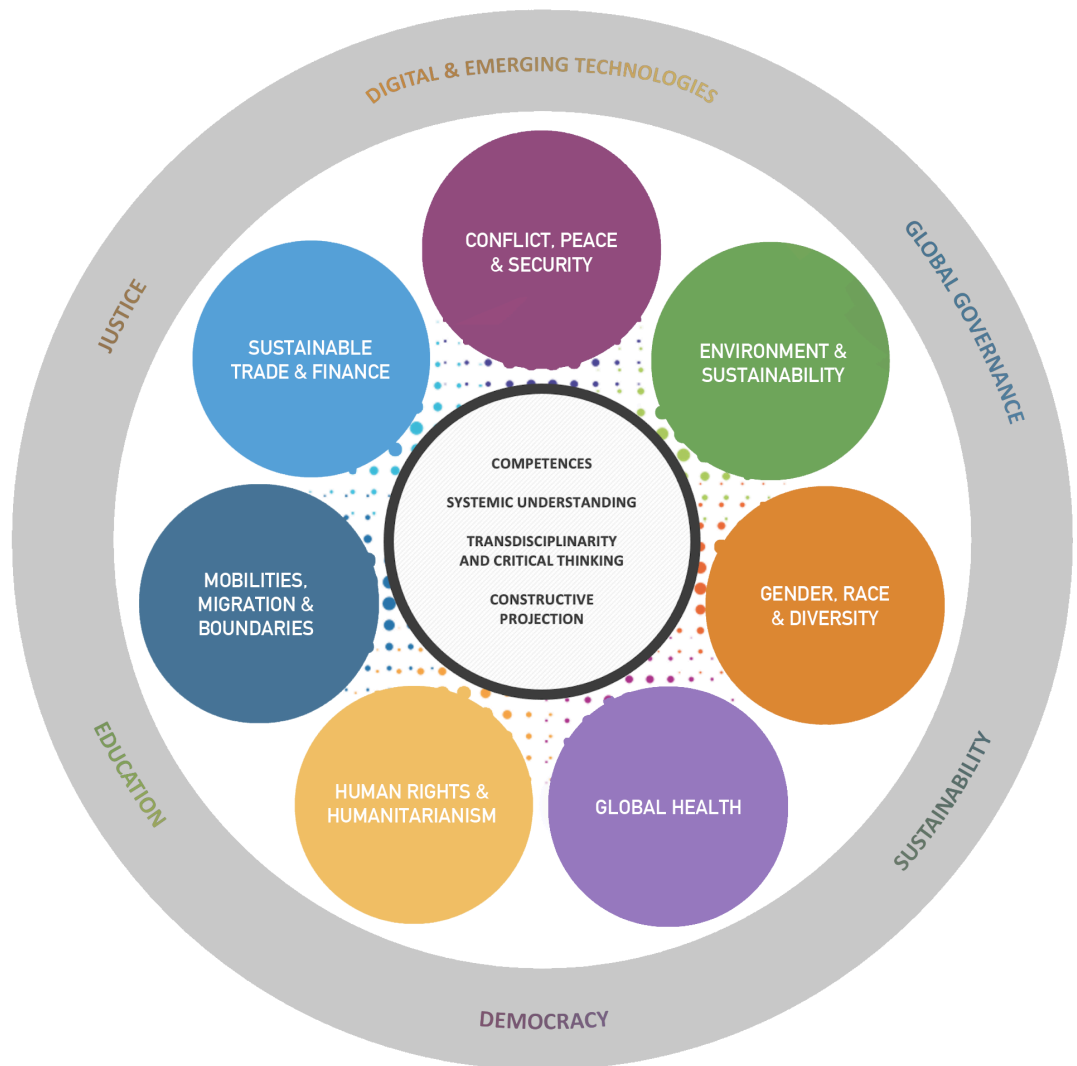 DIGITAL & EMERGING TECHNOLOGIES
GLOBAL GOVERNANCE
SUSTAINABILITY
DEMOCRACY
EDUCATION
JUSTICE
CONFLICT, PEACE
& SECURITY
ENVIRONMENT &
SUSTAINABILITY
GENDER, RACE
& DIVERSITY
GLOBAL HEALTH
HUMAN RIGHTS &
HUMANITARIANISM
MOBILITIES,
MIGRATION &
BOUNDARIES
SUSTAINABLE
TRADE & FINANCE
COMPETENCES
SYSTEMIC UNDERSTANDING
TRANSDISCIPLINARITY
AND CRITICAL THINKING
CONSTRUCTIVE
PROJECTION